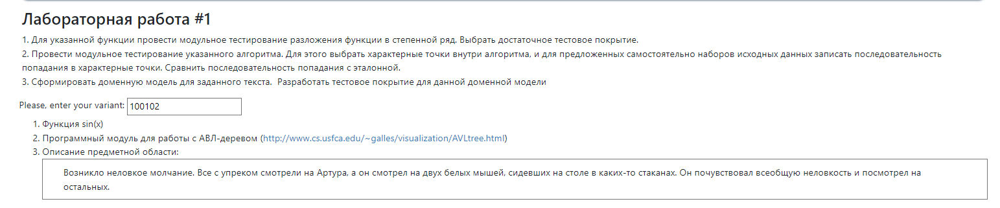 Лабораторная работа #1
1. Для указанной функции провести модульное тестирование разложения функции в степенной ряд. Выбрать достаточное тестовое покрытие.
2. Провести модульное тестирование указанного алгоритма. Для этого выбрать характерные точки внутри алгоритма, и для предложенных самостоятельно наборов исходных данных записать последовательность
попадания в характерные точки. Сравнить последовательность попадания с эталонной.
3. Сформировать доменную модель для заданного текста. Разработать тестовое покрытие для данной доменной модели
Please, enter your variant: 100102
1. Функция sin(x)
2. Программный модуль для работы с АВЛ-деревом (http://www.cs.usfca.edu/~galles/visualization/AVLtree.html)
3. Описание предметной области:
Возникло неловкое молчание. Все с упреком смотрели на Артура, а он смотрел на двух белых мышей, сидевших на столе в каких-то стаканах. Он почувствовал всеобщую неловкость и посмотрел на
остальных.